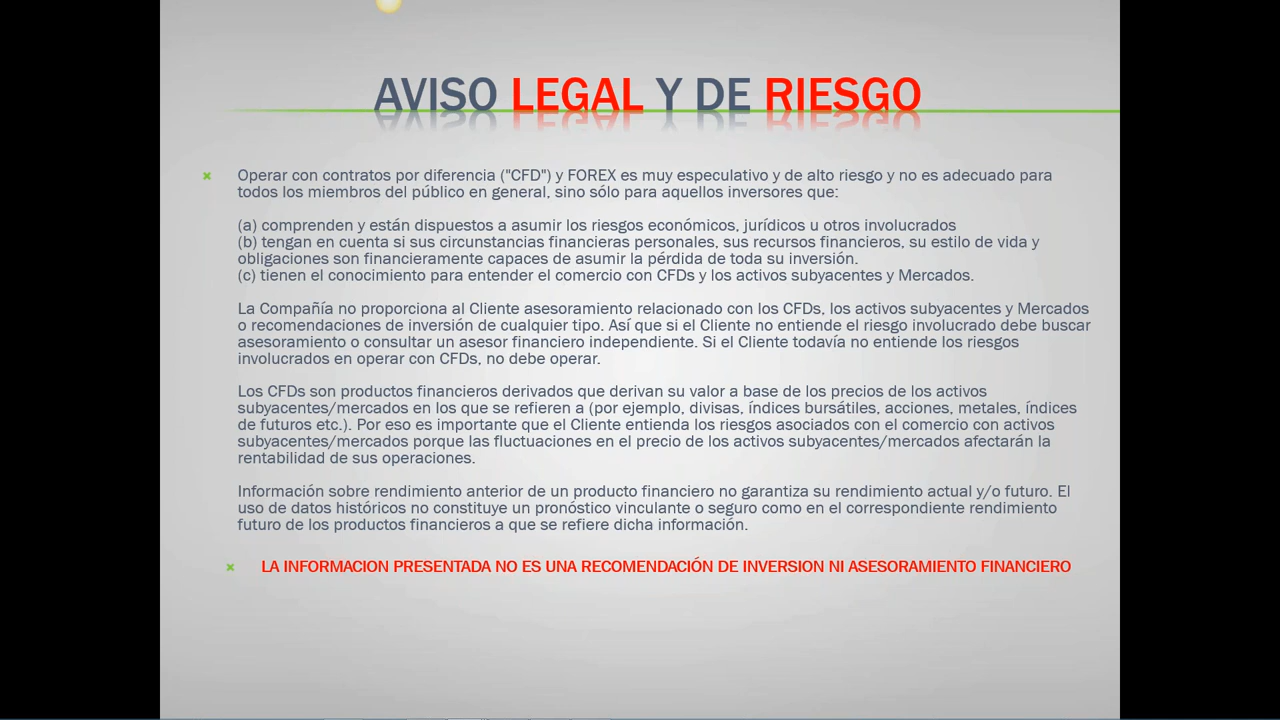 AVISO LEGAL Y DE RIESGO
Operar con contratos por diferencia ("CFD") y FOREX es muy especulativo y de alto riesgo y no es adecuado para
todos los miembros del público en general, sino sólo para aquellos inversores que:
(a) comprenden y están dispuestos a asumir los riesgos económicos, jurídicos u otros involucrados
(b) tengan en cuenta si sus circunstancias financieras personales, sus recursos financieros, su estilo de vida y
obligaciones son financieramente capaces de asumir la pérdida de toda su inversión.
(c) tienen el conocimiento para entender el comercio con CFDs y los activos subyacentes y Mercados.
La Compañía no proporciona al Cliente asesoramiento relacionado con los CFDs, los activos subyacentes y Mercados
o recomendaciones de inversión de cualquier tipo. Así que si el Cliente no entiende el riesgo involucrado debe buscar
asesoramiento o consultar un asesor financiero independiente. Si el Cliente todavía no entiende los riesgos
involucrados en operar con CFDs, no debe operar.
Los CFDs son productos financieros derivados que derivan su valor a base de los precios de los activos
subyacentes/mercados en los que se refieren a (por ejemplo, divisas, índices bursátiles, acciones, metales, índices
de futuros etc.). Por eso es importante que el Cliente entienda los riesgos asociados con el comercio con activos
subyacentes/mercados porque las fluctuaciones en el precio de los activos subyacentes/mercados afectarán la
rentabilidad de sus operaciones.
Información sobre rendimiento anterior de un producto financiero no garantiza su rendimiento actual y/o futuro. El
uso de datos históricos no constituye un pronóstico vinculante o seguro como en el correspondiente rendimiento
futuro de los productos financieros a que se refiere dicha información.
LA INFORMACION PRESENTADA NO ES UNA RECOMENDACIÓN DE INVERSION NI ASESORAMIENTO FINANCIERO